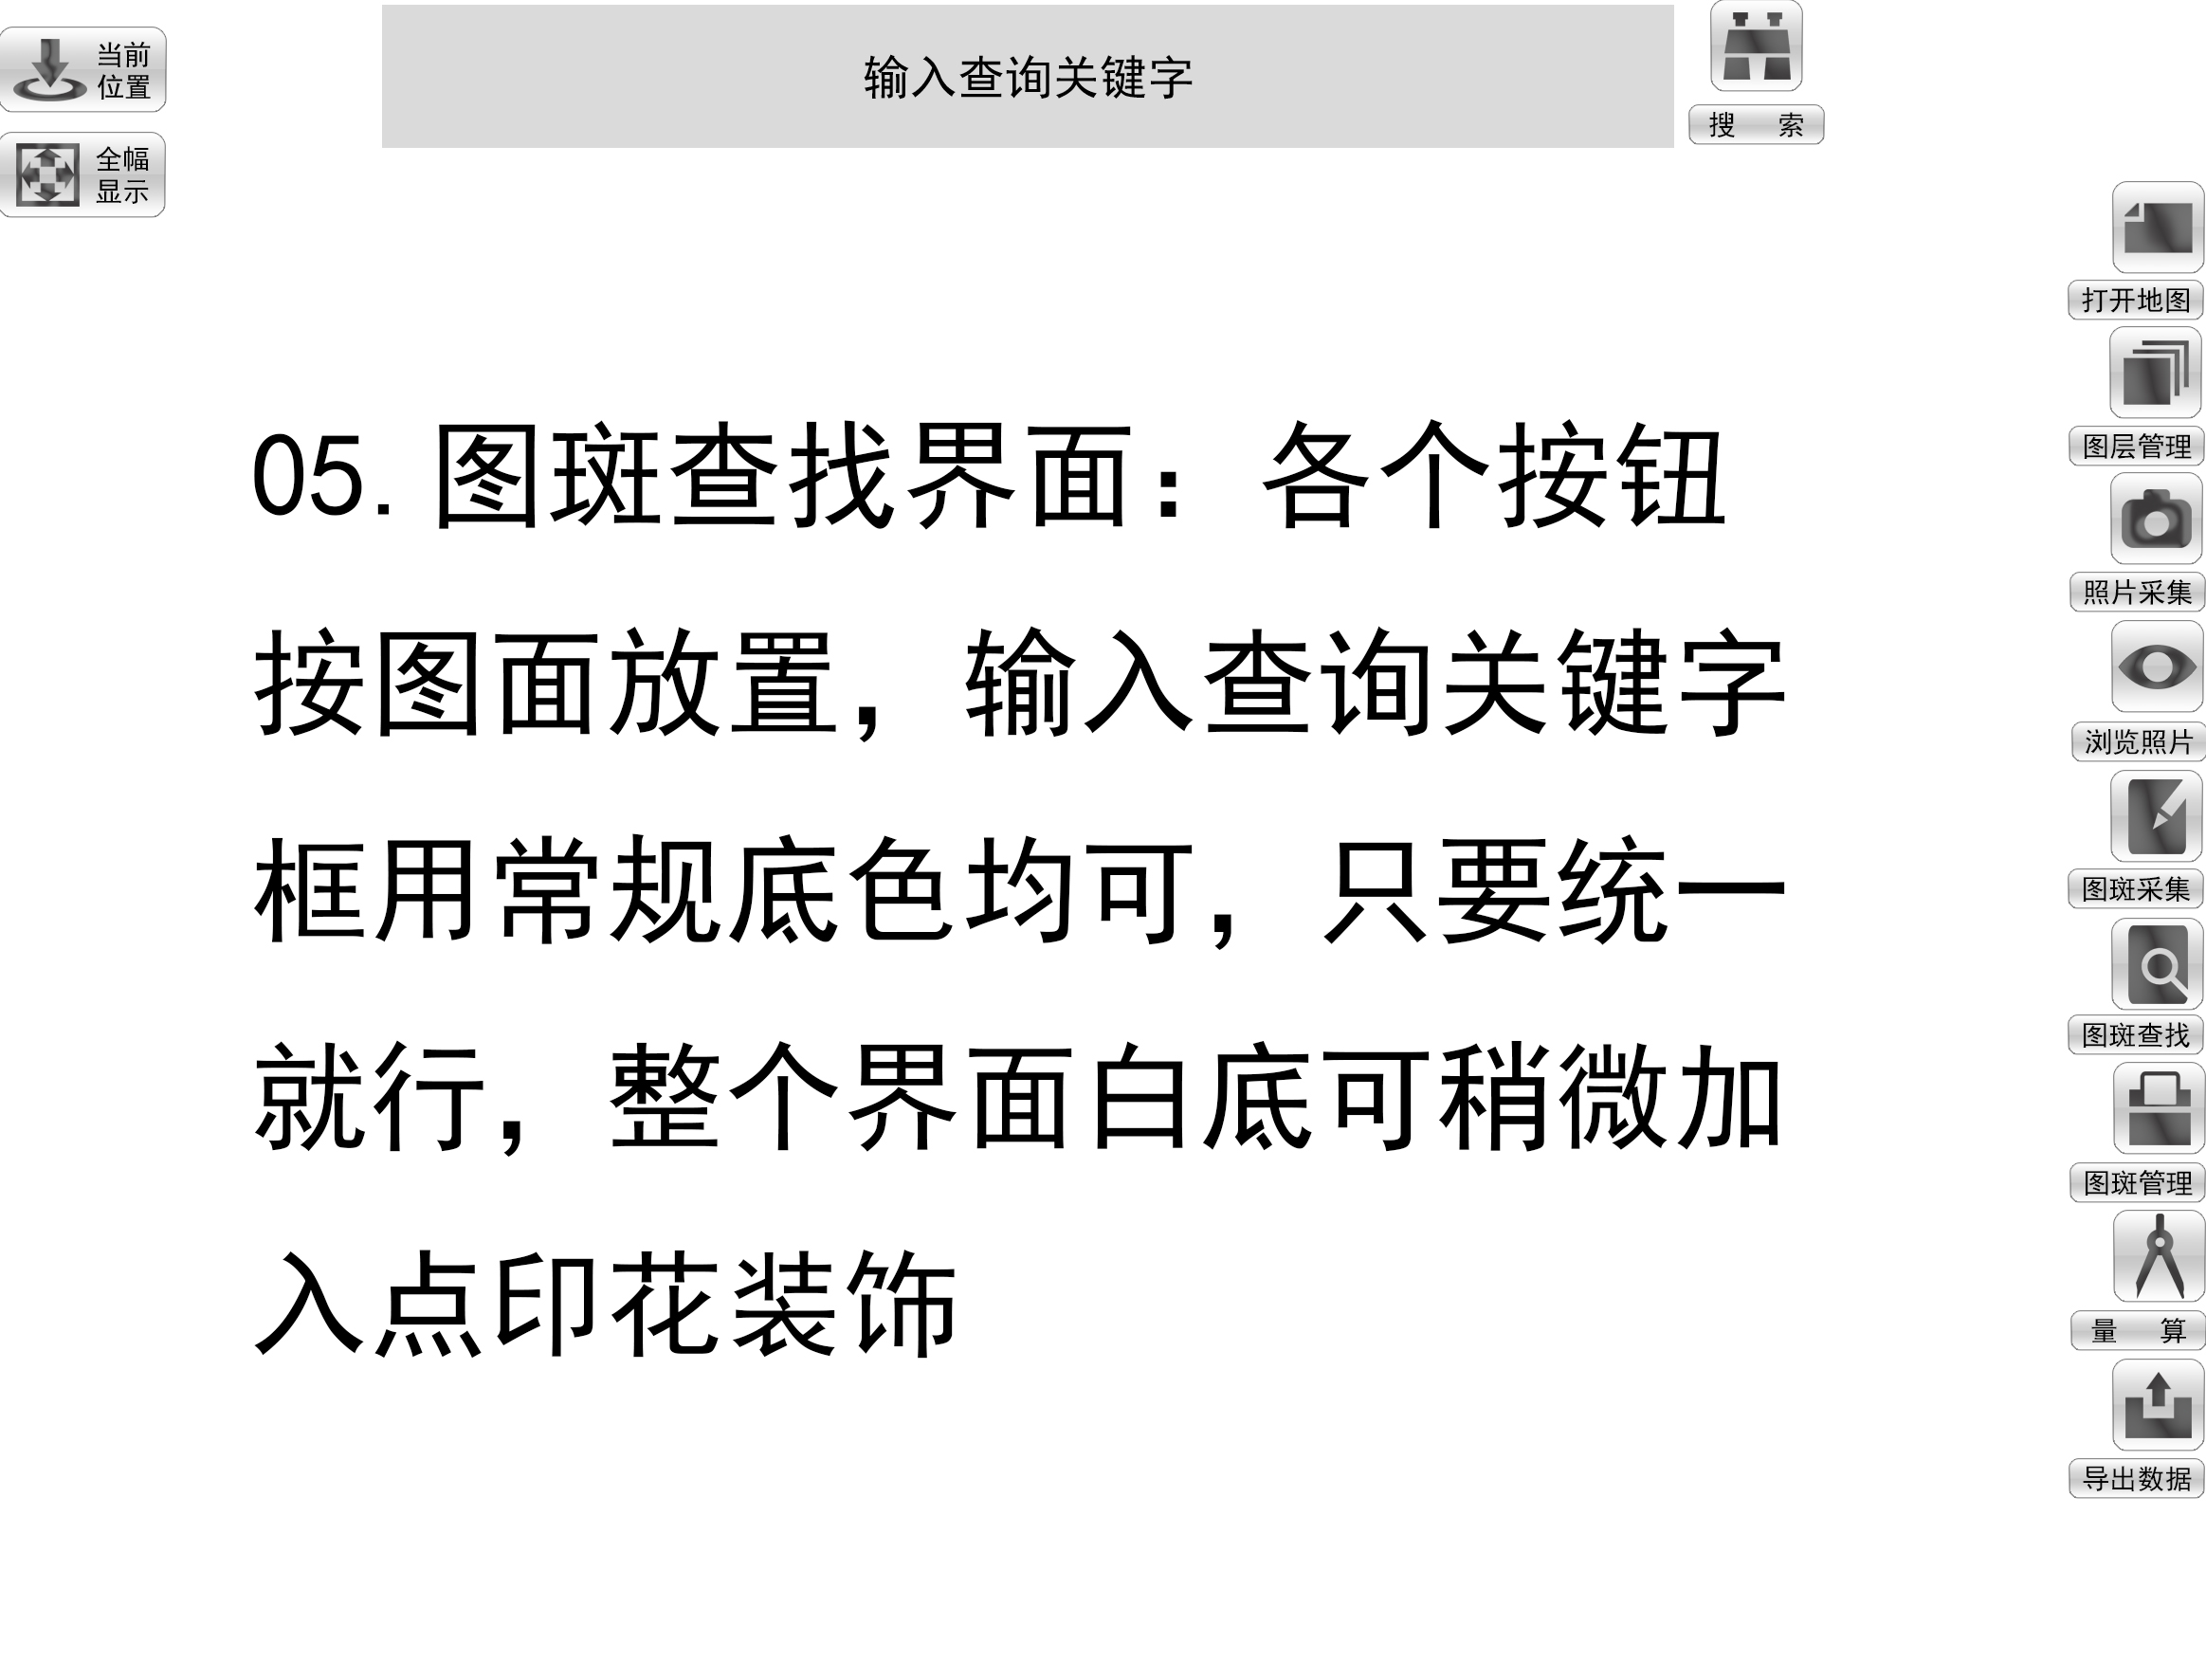 当前
位置
全幅
显示
输入查询关键字
搜 索
05.图斑查找界面：各个按钮
按图面放置，输入查询关键字
框用常规底色均可，只要统一
就行，整个界面白底可稍微加
入点印花装饰
打开地图
图层管理
照片采集
浏览照片
图斑采集
图斑查找
图斑管理
量 算
导出数据